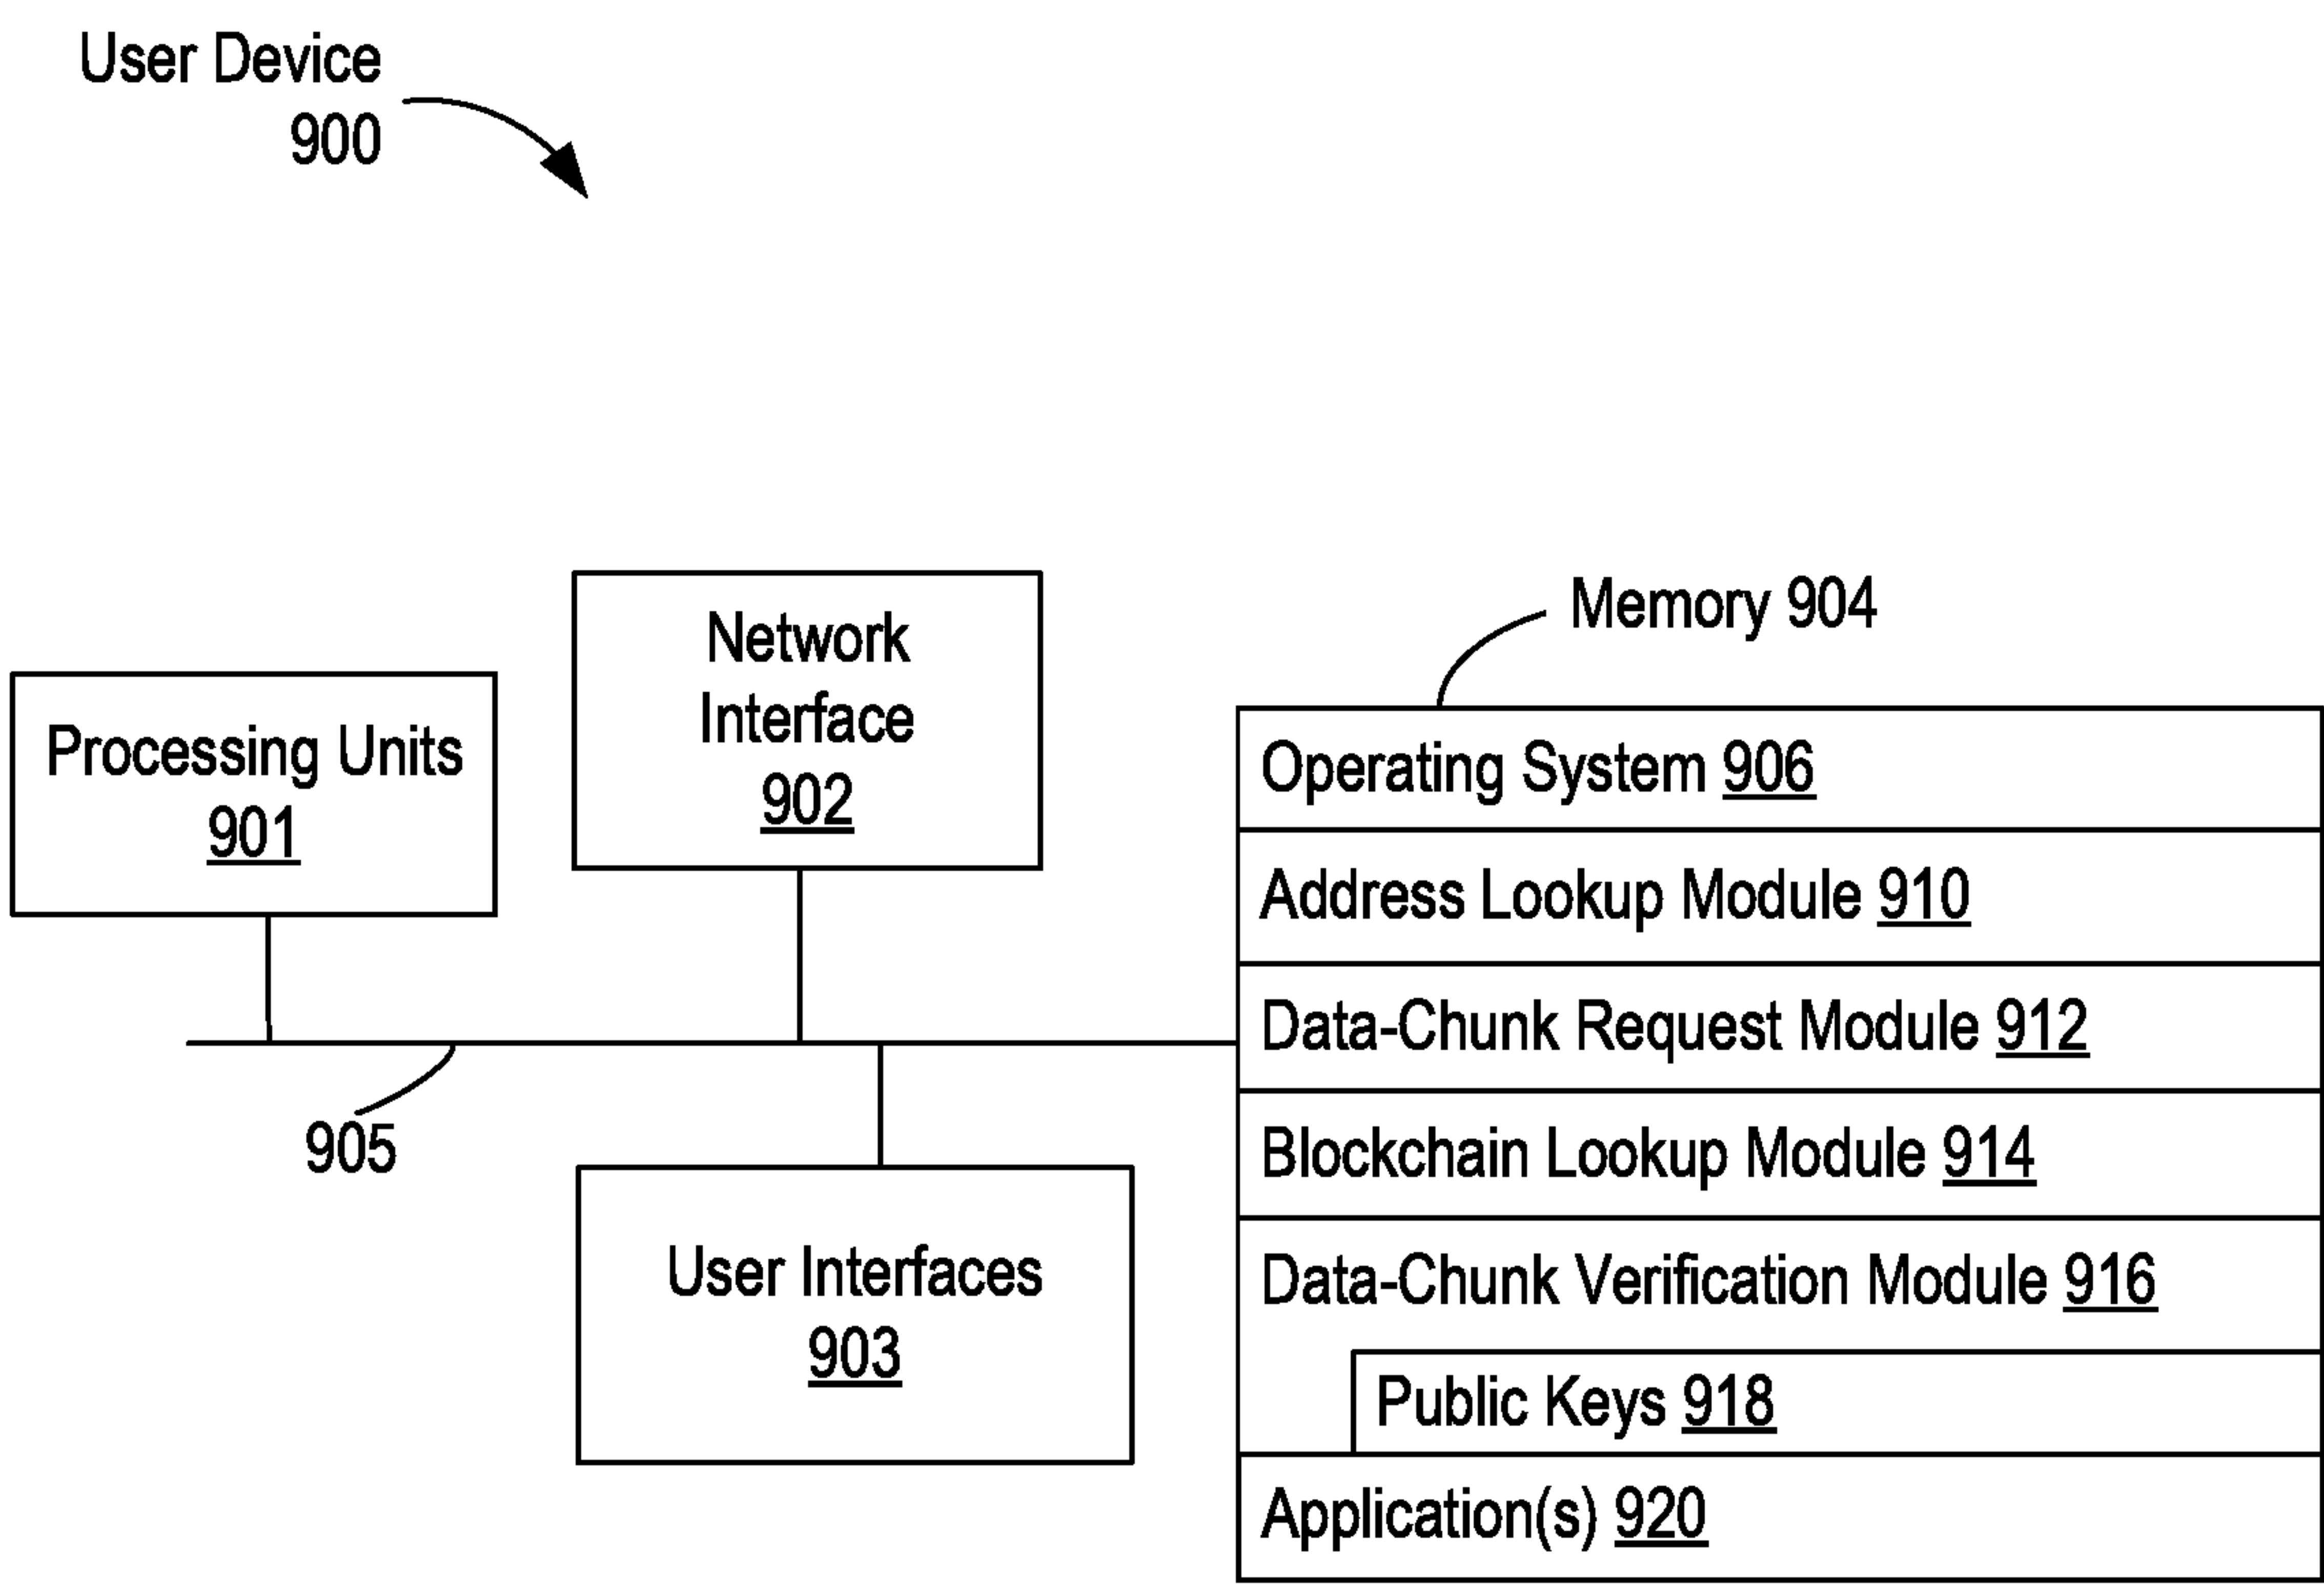 User Device
900
Network
Interface
902
Memory 904
Processing Units
901
Operating System 906
Address Lookup Module 910
Data-Chunk Request Module 912
905
Blockchain Lookup Module 914
User Interfaces
903
Data-Chunk Verification Module 916
Public Keys 918
Application(s) 920